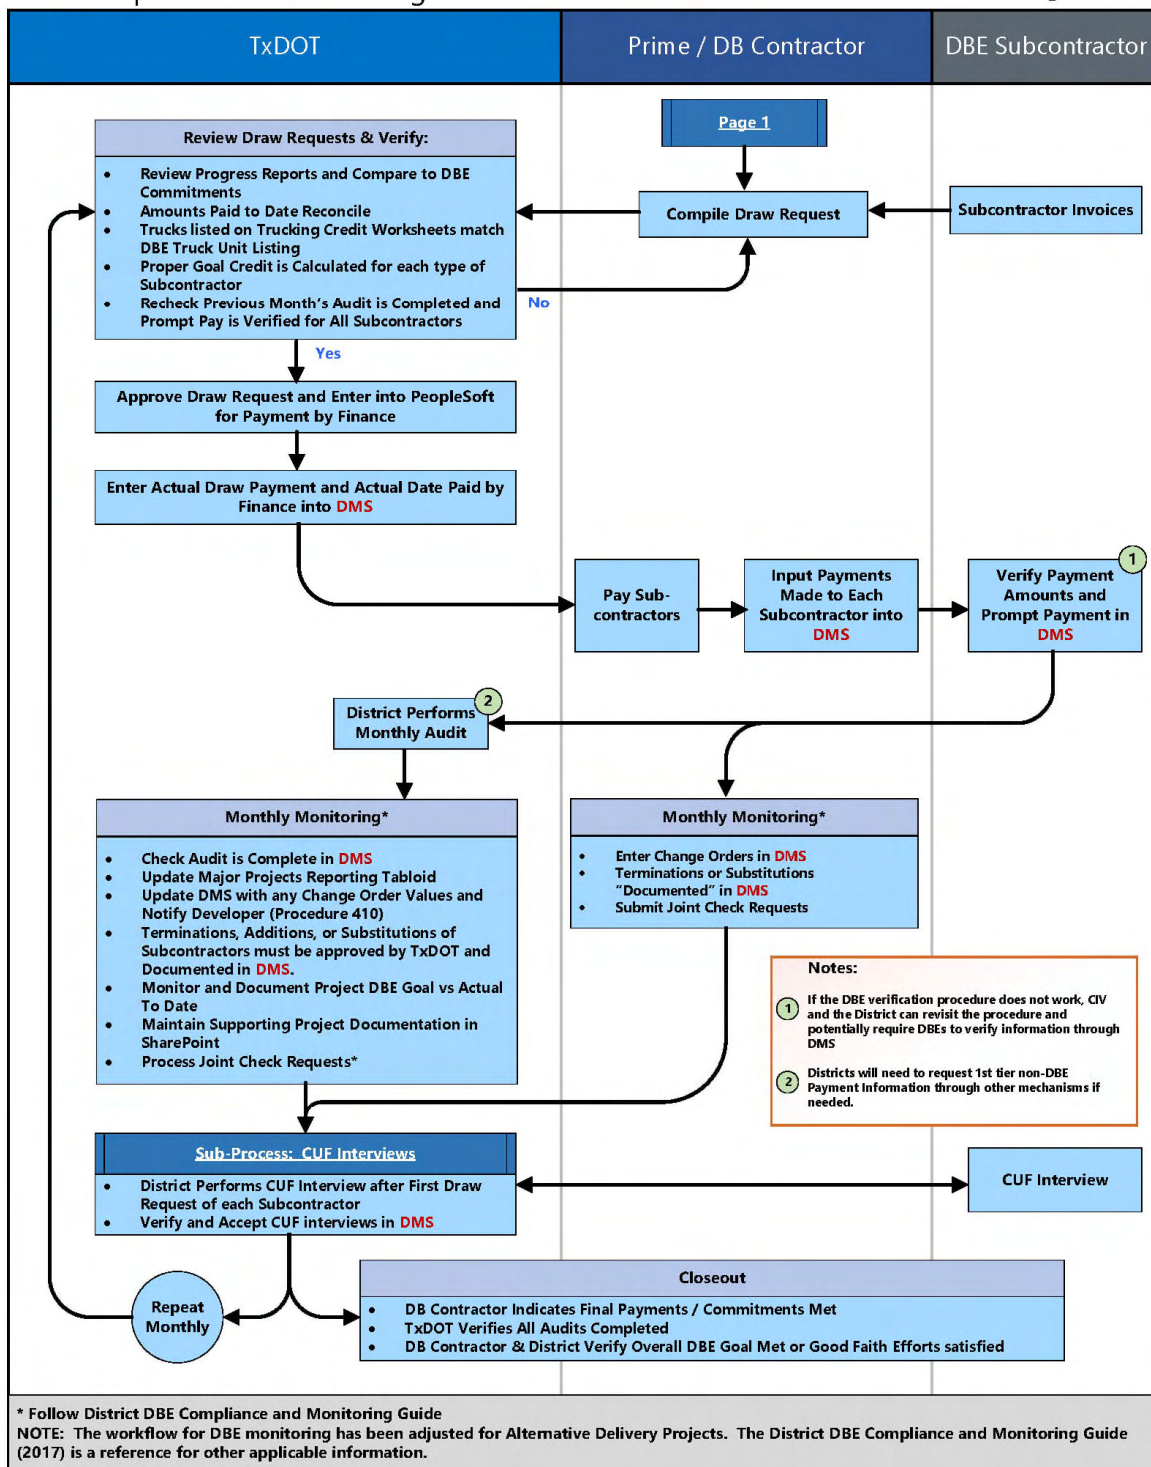 TxDOT
Prime / DB Contractor
DBE Subcontractor
Page 1
Review Draw Requests & Verify:
• Review Progress Reports and Compare to DBE
Commitments
• Amounts Paid to Date Reconcile
• Trucks listed on Trucking Credit Worksheets match
DBE Truck Unit Listing
• Proper Goal Credit is Calculated for each type of
Subcontractor
• Recheck Previous Month's Audit is Completed and
Prompt Pay is Verified for All Subcontractors
Compile Draw Request
Subcontractor Invoices
No
Yes
Approve Draw Request and Enter into PeopleSoft
for Payment by Finance
Enter Actual Draw Payment and Actual Date Paid by
Finance into DMS
Pay Sub-
contractors
Input Payments
Made to Each
Subcontractor into
DMS
1
Verify Payment
Amounts and
Prompt Payment in
DMS
2
District Performs
Monthly Audit
Monthly Monitoring*
• Check Audit is Complete in DMS
• Update Major Projects Reporting Tabloid
• Update DMS with any Change Order Values and
Notify Developer (Procedure 410)
• Terminations, Additions, or Substitutions of
Subcontractors must be approved by TxDOT and
Documented in DMS.
• Monitor and Document Project DBE Goal vs Actual
To Date
• Maintain Supporting Project Documentation in
SharePoint
• Process Joint Check Requests*
Monthly Monitoring*
• Enter Change Orders in DMS
• Terminations or Substitutions
"Documented" in DMS
• Submit Joint Check Requests
Notes:
1 If the DBE verification procedure does not work, CIV
and the District can revisit the procedure and
potentially require DBEs to verify information through
DMS
2 Districts will need to request 1st tier non-DBE
Payment Information through other mechanisms if
needed.
Sub-Process: CUF Interviews
• District Performs CUF Interview after First Draw
Request of each Subcontractor
• Verify and Accept CUF interviews in DMS
CUF Interview
Repeat
Monthly
Closeout
• DB Contractor Indicates Final Payments / Commitments Met
• TxDOT Verifies All Audits Completed
• DB Contractor & District Verify Overall DBE Goal Met or Good Faith Efforts satisfied
* Follow District DBE Compliance and Monitoring Guide
NOTE: The workflow for DBE monitoring has been adjusted for Alternative Delivery Projects. The District DBE Compliance and Monitoring Guide
(2017) is a reference for other applicable information.